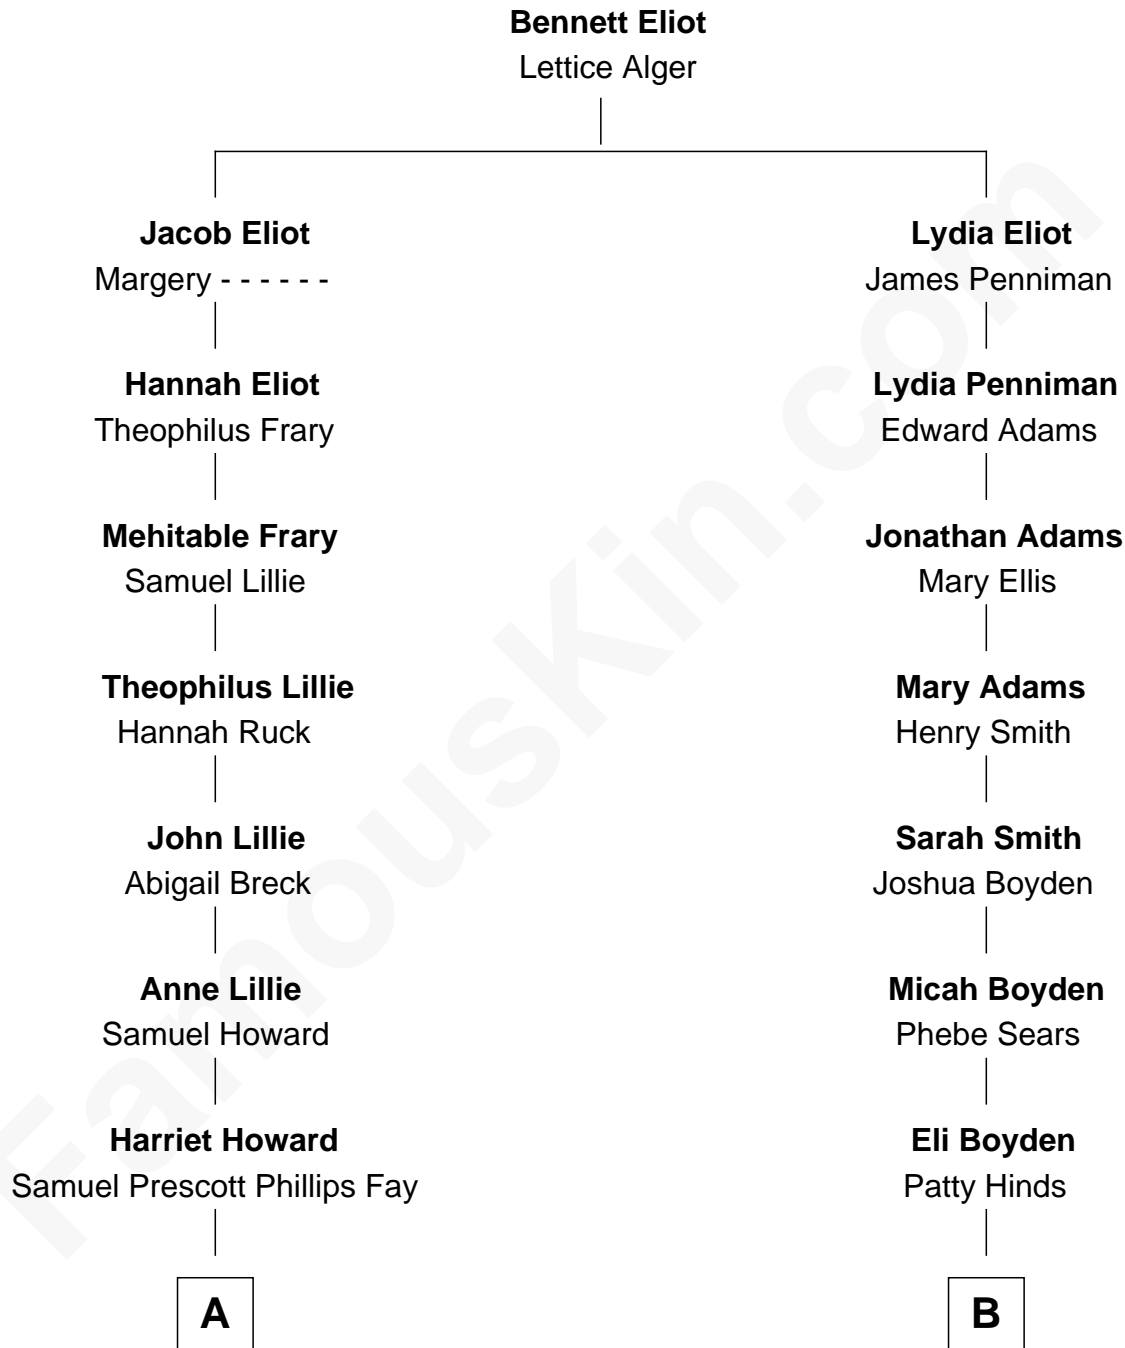 Bennett Eliot
Lettice Alger
Jacob Eliot
Margery - - - - - -
Hannah Eliot
Theophilus Frary
Mehitable Frary
Samuel Lillie
Theophilus Lillie
Hannah Ruck
John Lillie
Abigail Breck
Anne Lillie
Samuel Howard
Harriet Howard
Samuel Prescott Phillips Fay
A
Lydia Eliot
James Penniman
Lydia Penniman
Edward Adams
Jonathan Adams
Mary Ellis
Mary Adams
Henry Smith
Sarah Smith
Joshua Boyden
Micah Boyden
Phebe Sears
Eli Boyden
Patty Hinds
B
FamousKin.com